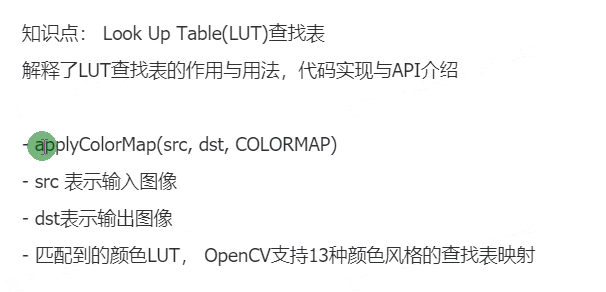 知识点： Look Up Table(LUT)查找表
解释了LUT查找表的作用与用法，代码实现与API介绍
- applyColorMap(src, dst, COLORMAP)
- src 表示输入图像
- dst表示输出图像
- 匹配到的颜色LUT， OpenCV支持13种颜色风格的查找表映射